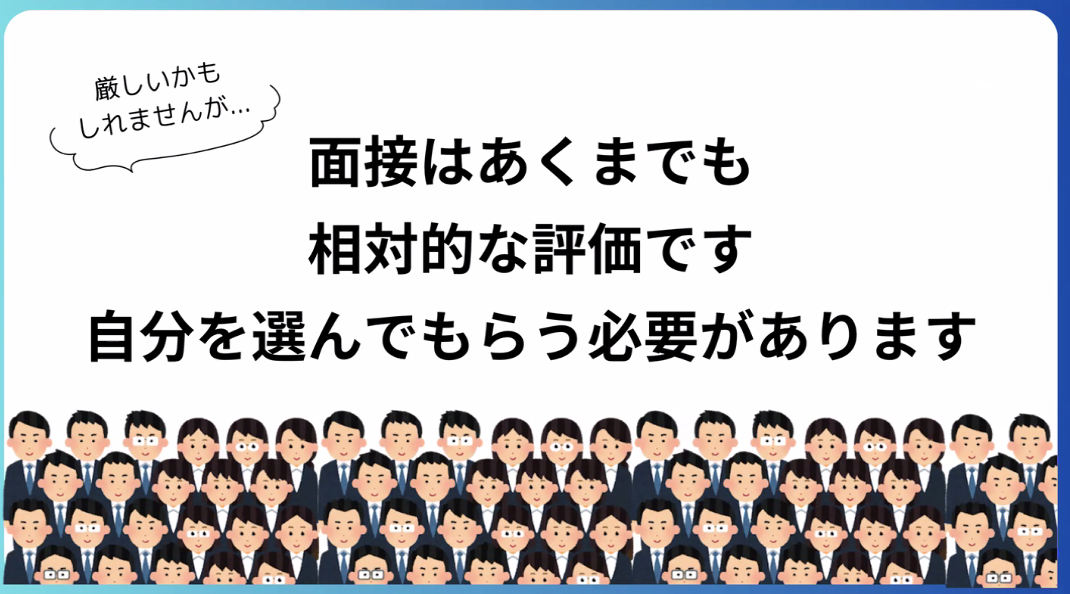 厳しいかも
しれませんが...
面接はあくまでも
相対的な評価です
自分を選んでもらう必要があります